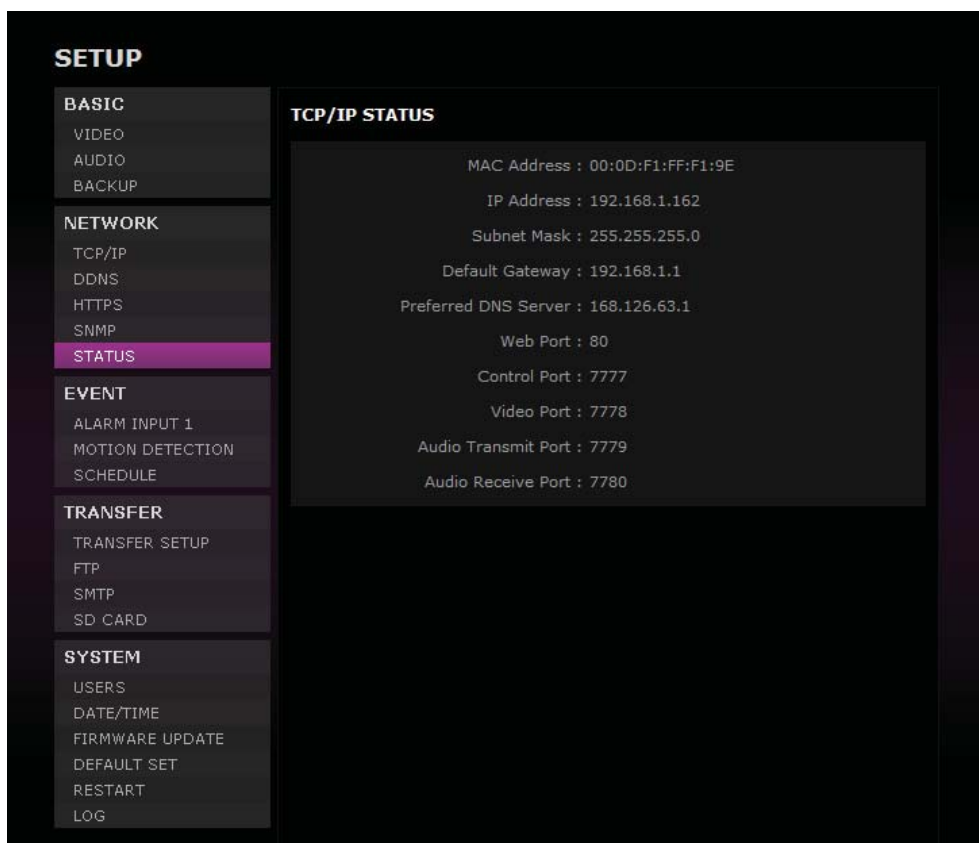 SETUP
BASIC
VIDEO
AUDIO
BACKUP
NETWORK
TCP/IP
DDNS
HTTPS
SNMP
STATUS
EVENT
ALARM INPUT 1
MOTION DETECTION
SCHEDULE
TRANSFER
TRANSFER SETUP
FTP
SMTP
SD CARD
SYSTEM
USERS
DATE/TIME
FIRMWARE UPDATE
DEFAULT SET
RESTART
LOG
TCP/IP STATUS
MAC Address : 00:0D:F1:FF:F1:9E
IP Address : 192.168.1.162
Subnet Mask : 255.255.255.0
Default Gateway : 192.168.1.1
Preferred DNS Server : 168.126.63.1
Web Port : 80
Control Port : 7777
Video Port : 7778
Audio Transmit Port : 7779
Audio Receive Port : 7780